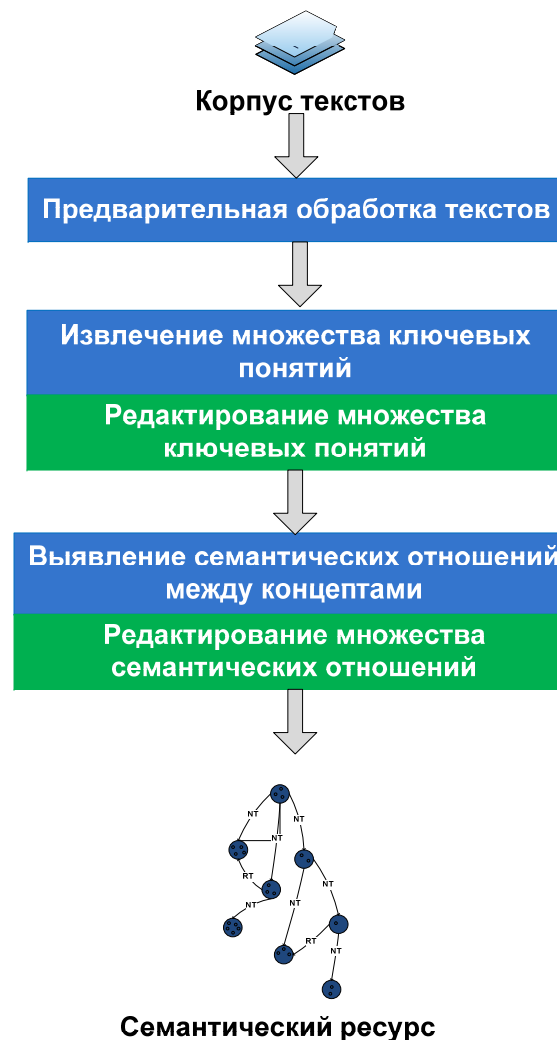 Корпус текстов
Предварительная обработка текстов
Извлечение множества ключевых
понятий
Редактирование множества
ключевых понятий
Выявление семантических отношений
между концептами
Редактирование множества
семантических отношений
NT
NT
NT
NT
RT
NT
NT
RT
NT
Семантический ресурс